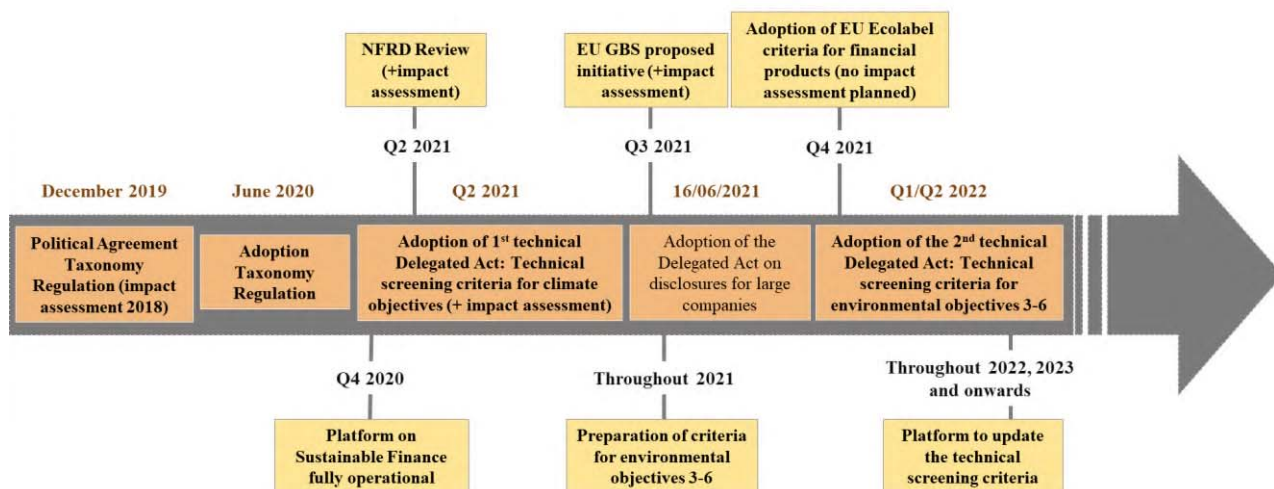 NFRD Review
(+impact
assessment)
EU GBS proposed
initiative (+impact
assessment)
Adoption of EU Ecolabel
criteria for financial
products (no impact
assessment planned)
Q2 2021
Q3 2021
Q4 2021
December 2019
June 2020
Q2 2021
16/06/2021
Q1/Q2 2022
Political Agreement
Taxonomy
Regulation (impact
assessment 2018)
Adoption
Taxonomy
Regulation
Adoption of 1st technical
Delegated Act: Technical
screening criteria for climate
objectives (+ impact assessment)
Adoption of the
Delegated Act on
disclosures for large
companies
Adoption of the 2nd technical
Delegated Act: Technical
screening criteria for
environmental objectives 3-6
Q4 2020
Throughout 2021
Throughout 2022, 2023
and onwards
Platform on
Sustainable Finance
fully operational
Preparation of criteria
for environmental
objectives 3-6
Platform to update
the technical
screening criteria